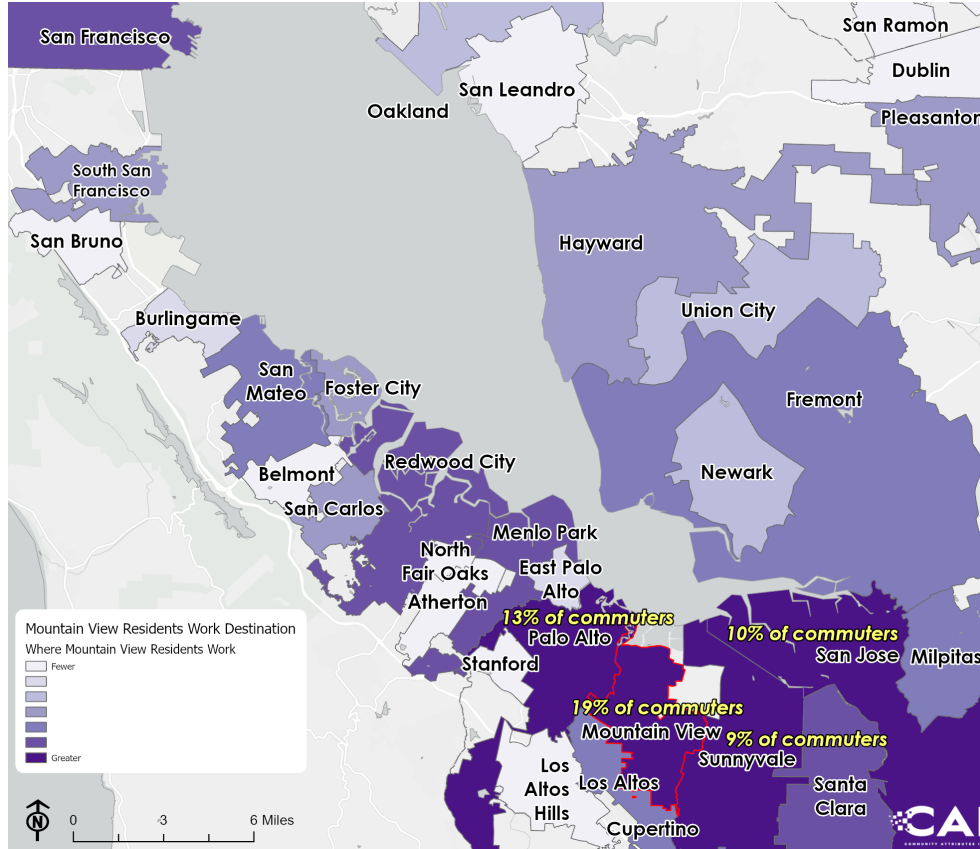 San Francisco
San Ramon
Dublin
San Leandro
Oakland
Pleasanton
South San
Francisco
San Bruno
Hayward
Union City
Burlingame
San
Mateo
Foster City
Fremont
Redwood City
Belmont
Newark
San Carlos
Menlo Park
North
Fair Oaks
East Palo
Alto
Atherton
13% of commuters
Palo Alto
10% of commuters
San Jose
Milpitas
Stanford
19% of commuters
Mountain View
9% of commuters
Sunnyvale
Los
Altos
Hills
Los Altos
Santa
Clara
Cupertino
Mountain View Residents Work Destination
Where Mountain View Residents Work
Fewer
Greater
N
0 3 6 Miles
CA
COMMUNITY ATTRIBUTES